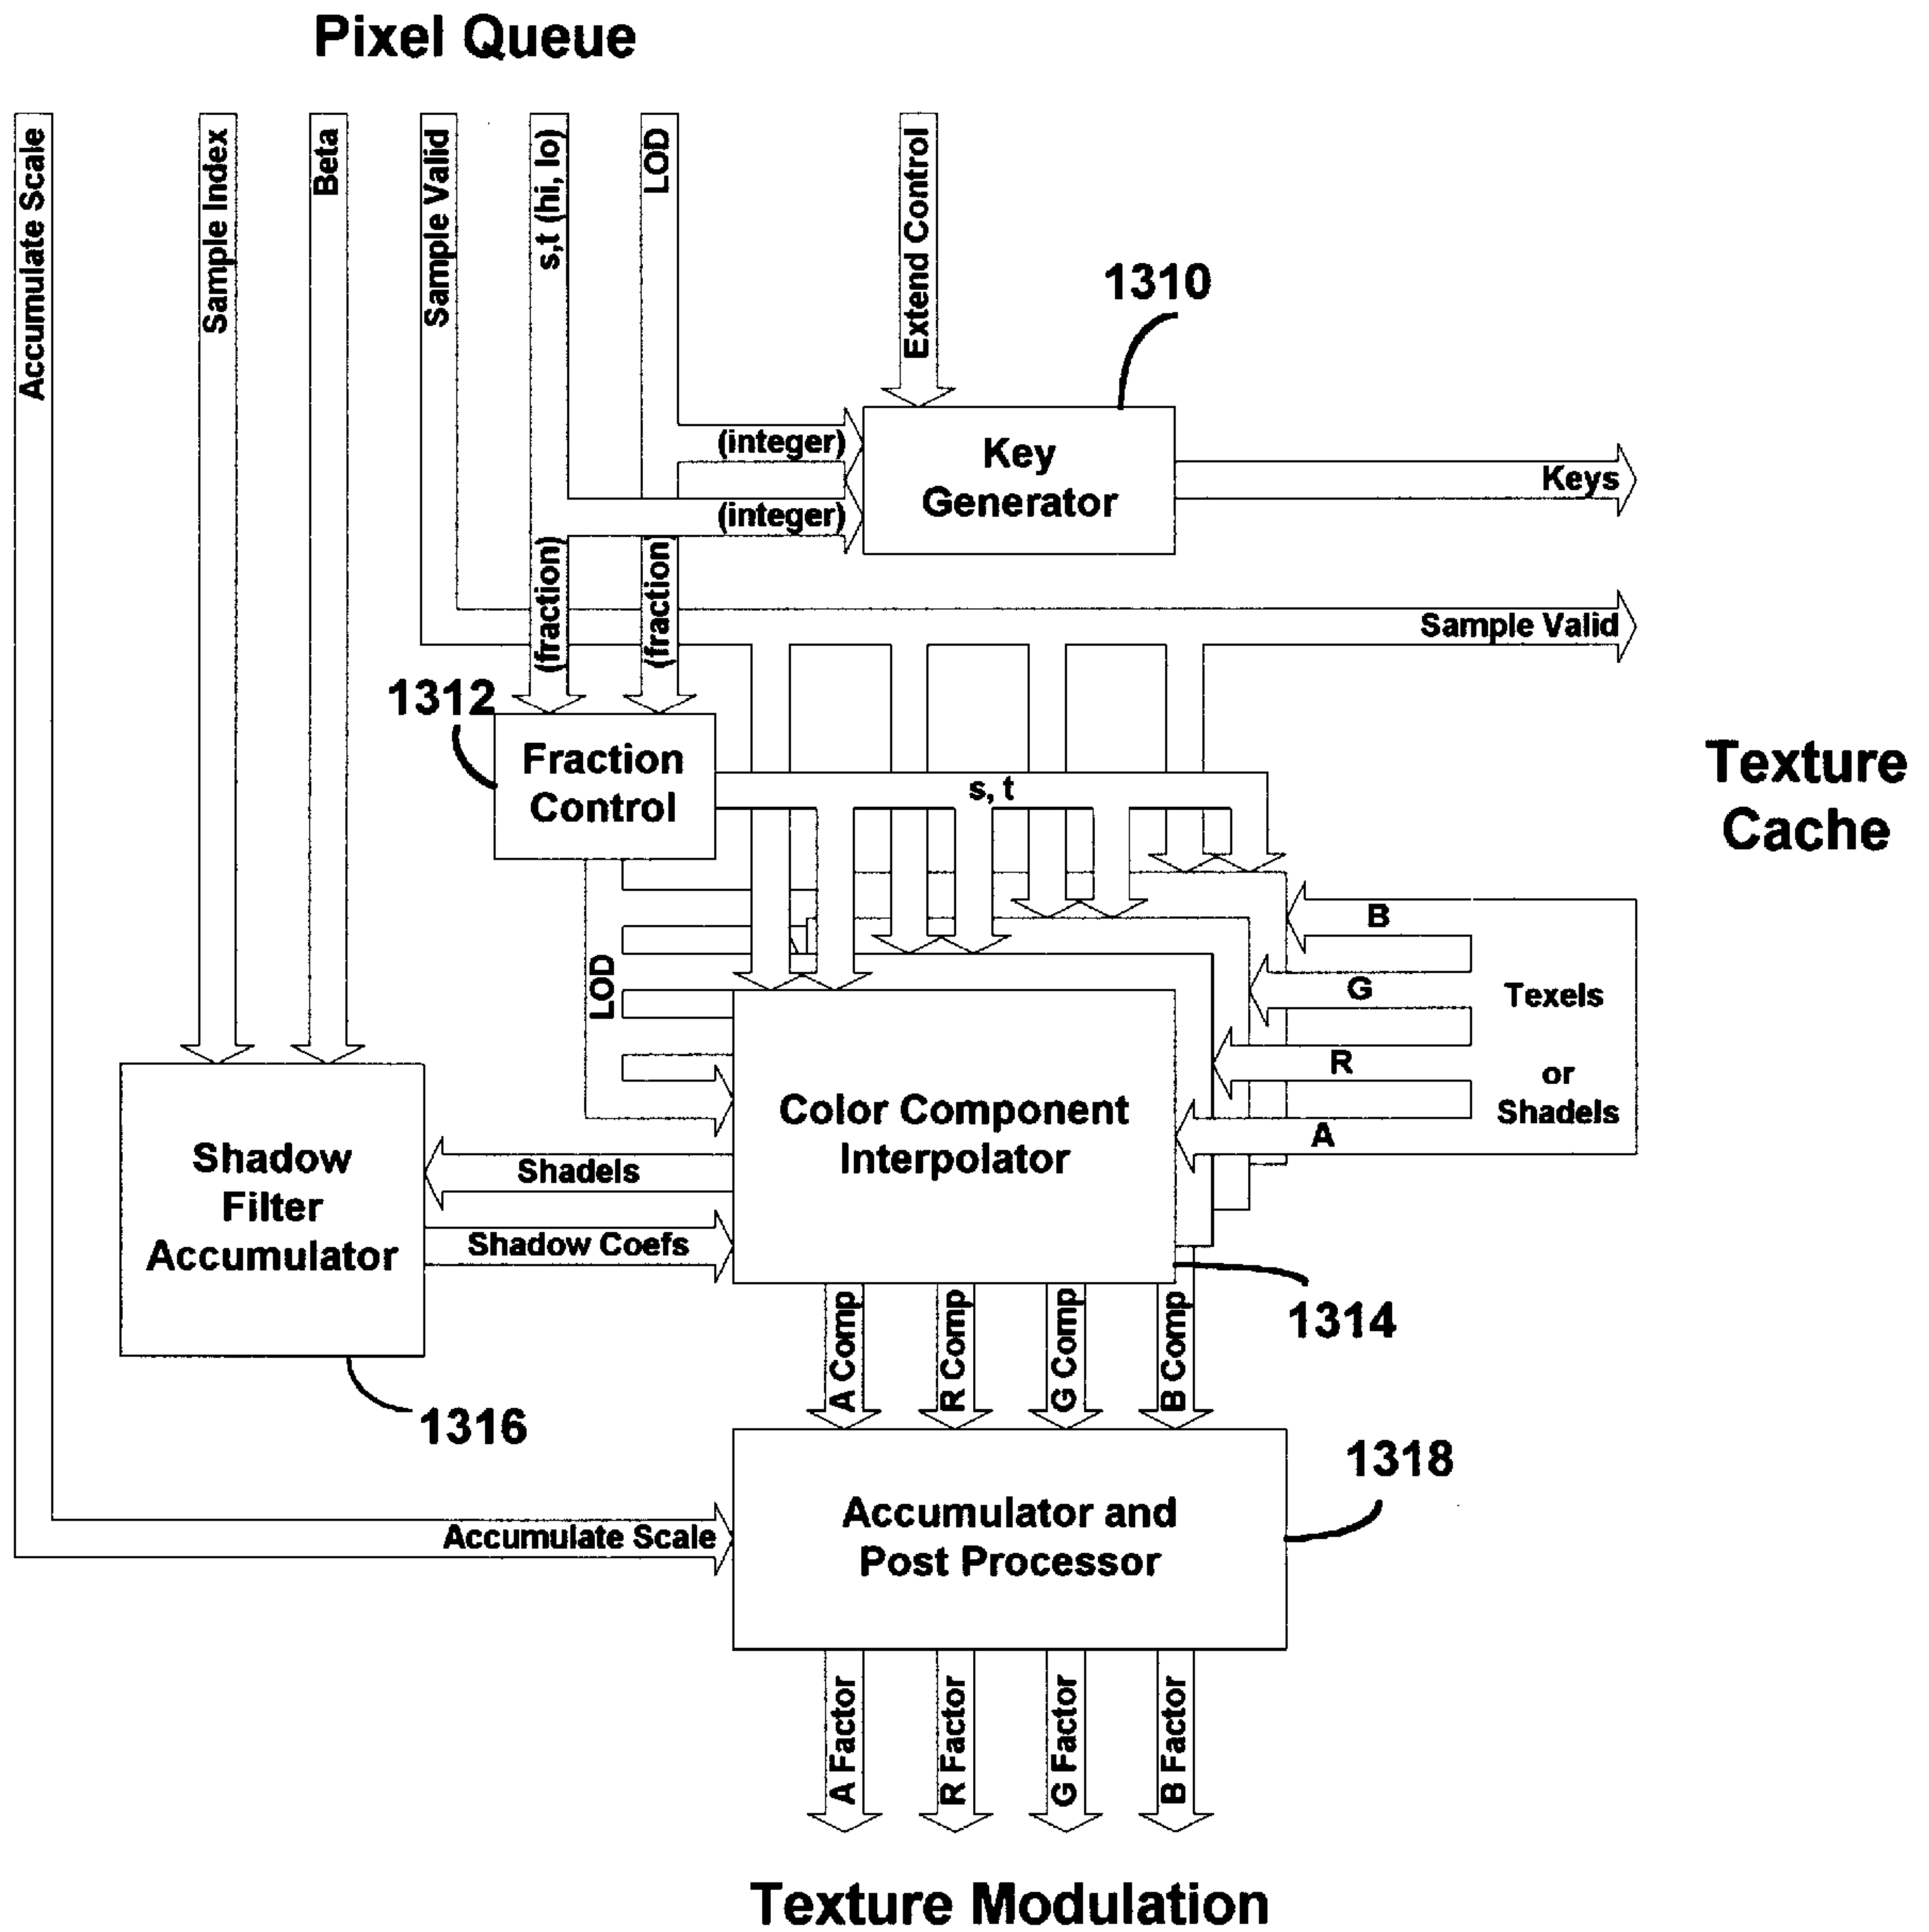 Pixel Queue
Accumulate Scale
Sample Index
Beta
Sample Valid
s,t (hi, lo)
LOD
Extend Control
1310
(integer)
(integer)
Key
Generator
Keys
(fraction)
(fraction)
Sample Valid
1312
Fraction
Control
s, t
Texture
Cache
LOD
B
G
R
A
Texels
or
Shadels
Color Component
Interpolator
Shadow
Filter
Accumulator
Shadels
Shadow Coefs
1314
1316
A Comp
R Comp
G Comp
B Comp
1318
Accumulator and
Post Processor
Accumulate Scale
A Factor
R Factor
G Factor
B Factor
Texture Modulation